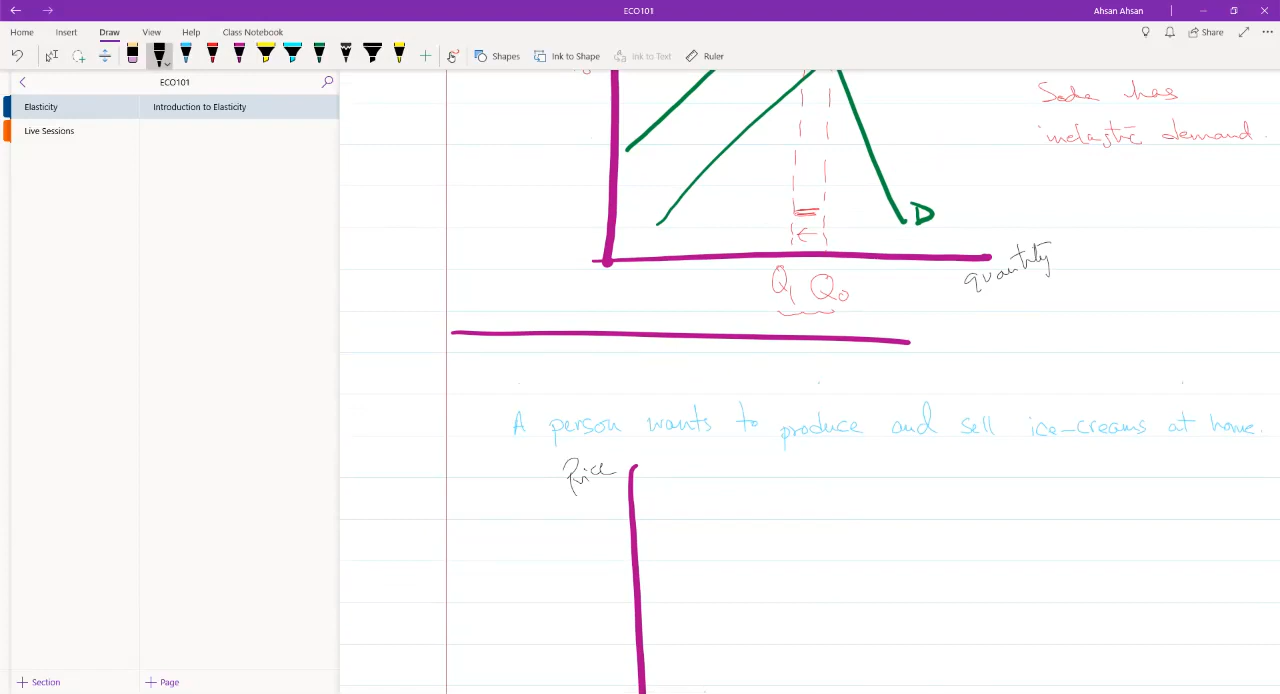 ECO101
Ahsan Ahsan
Home Insert Draw View Help Class Notebook
Share
Shapes Ink to Shape Ink to Text Ruler
ECO101
Elasticity
Introduction to Elasticity
Live Sessions
Soda has
inelastic demand.
D
quantity
Q1 Q0
A person wants to produce and sell ice-creams at home.
Price
+ Section
+ Page